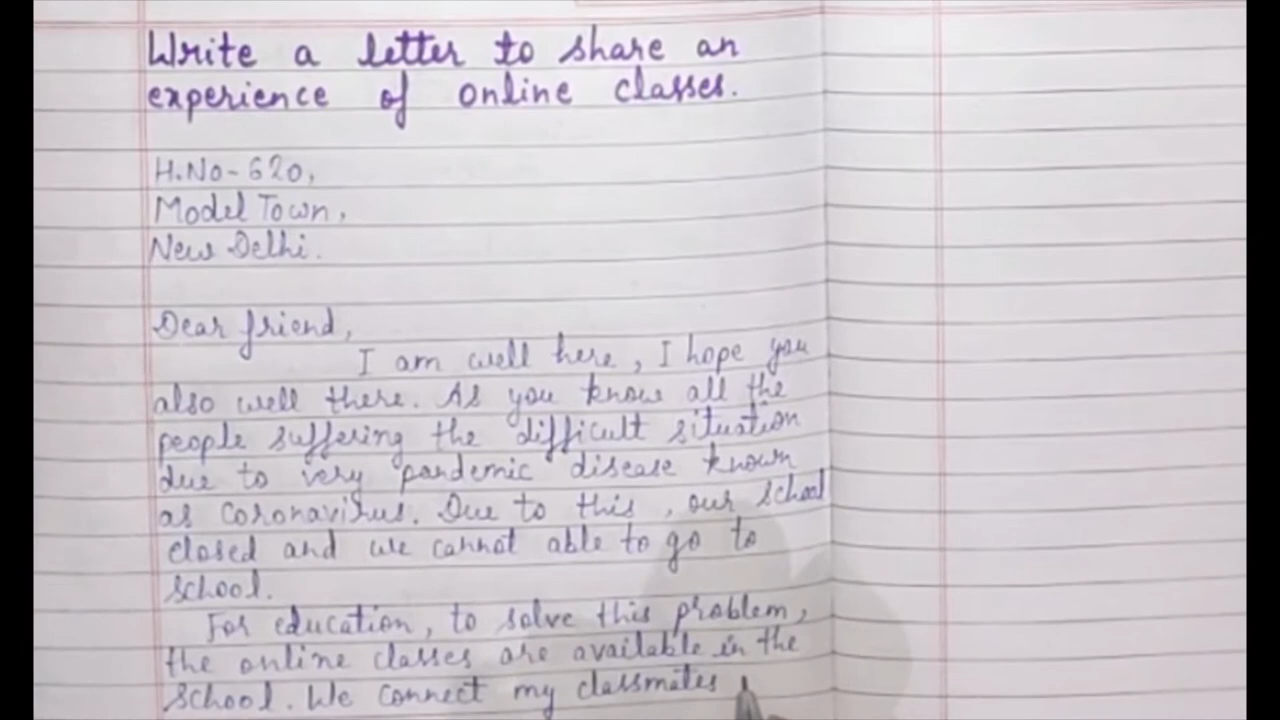 Write a letter to share an
experience of online classes.
H.No-620,
Model Town,
New Delhi.
Dear friend,
I am well here, I hope you
also well there. As you know all the
people suffering the difficult situation
due to very pandemic disease known
as coronavirus. Due to this, our school
closed and we cannot able to go to
school.
For education, to solve this problem,
the online classes are available in the
school. We connect my classmates